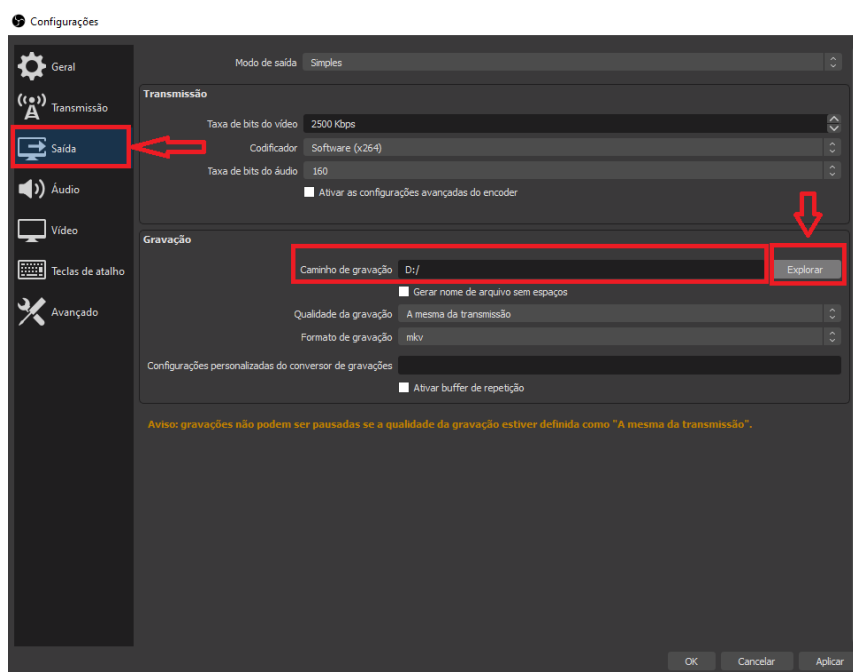 Configurações
Geral
Transmissão
Saída
Áudio
Vídeo
Teclas de atalho
Avançado
Modo de saída Simples
Transmissão
Taxa de bits do vídeo 2500 Kbps
Codificador Software (x264)
Taxa de bits do áudio 160
Ativar as configurações avançadas do encoder
Gravação
Caminho de gravação D:/ Explorar
Gerar nome de arquivo sem espaços
Qualidade da gravação A mesma da transmissão
Formato de gravação mkv
Configurações personalizadas do conversor de gravações
Ativar buffer de repetição
Aviso: gravações não podem ser pausadas se a qualidade da gravação estiver definida como "A mesma da transmissão".
OK Cancelar Aplicar